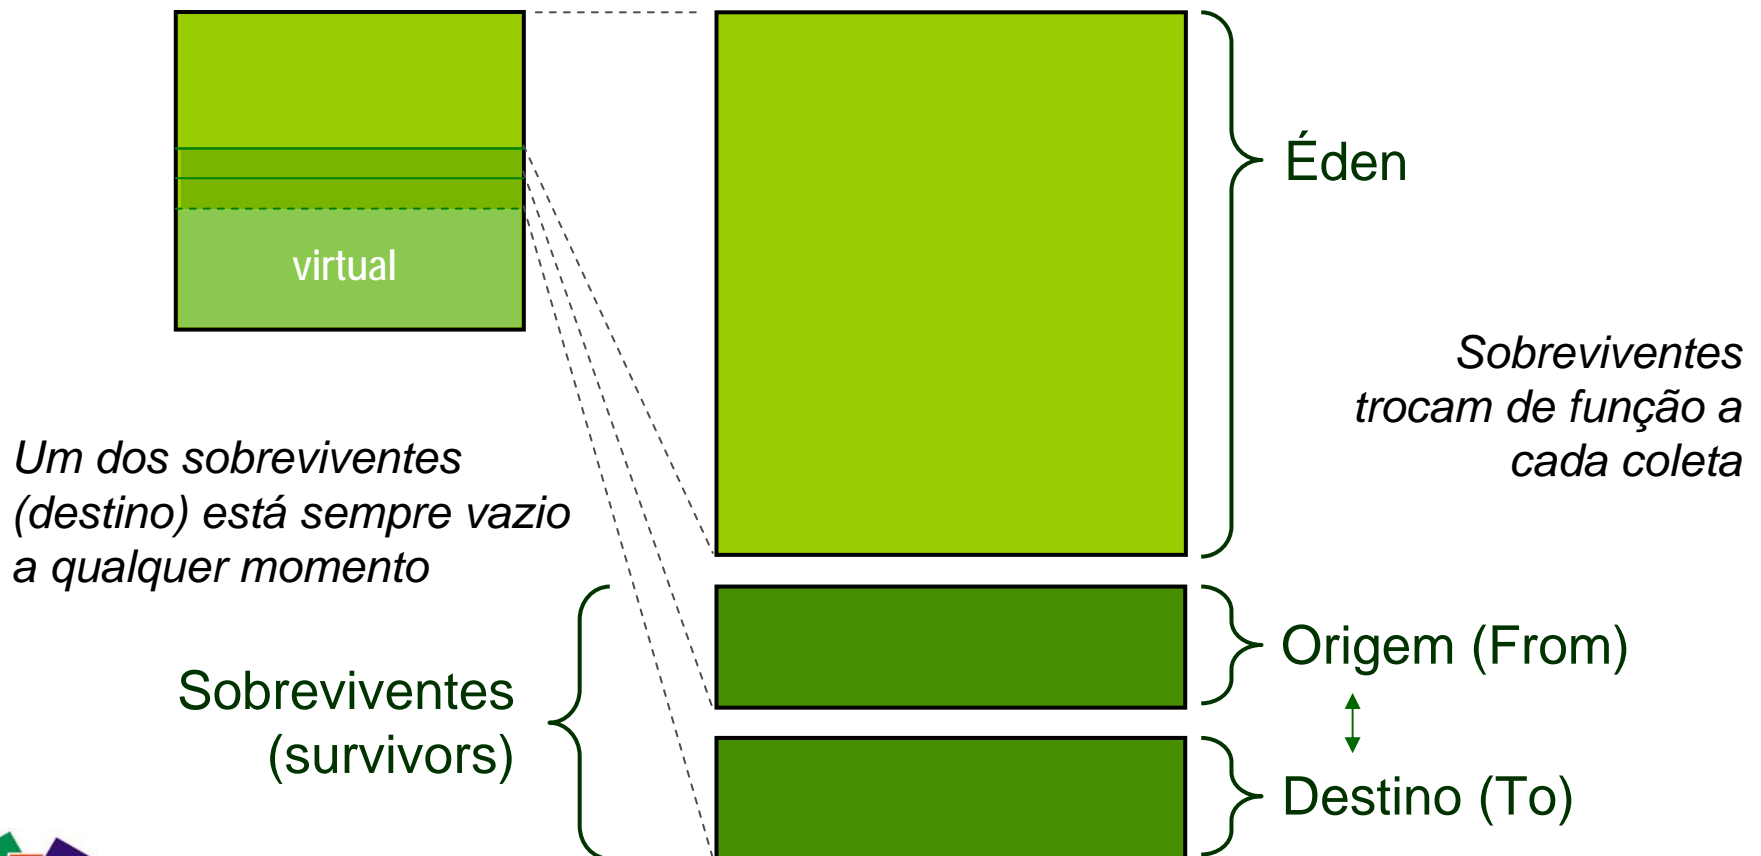 virtual
Éden
Sobreviventes
trocam de função a
cada coleta
Um dos sobreviventes
(destino) está sempre vazio
a qualquer momento
Sobreviventes
(survivors)
Origem (From)
Destino (To)